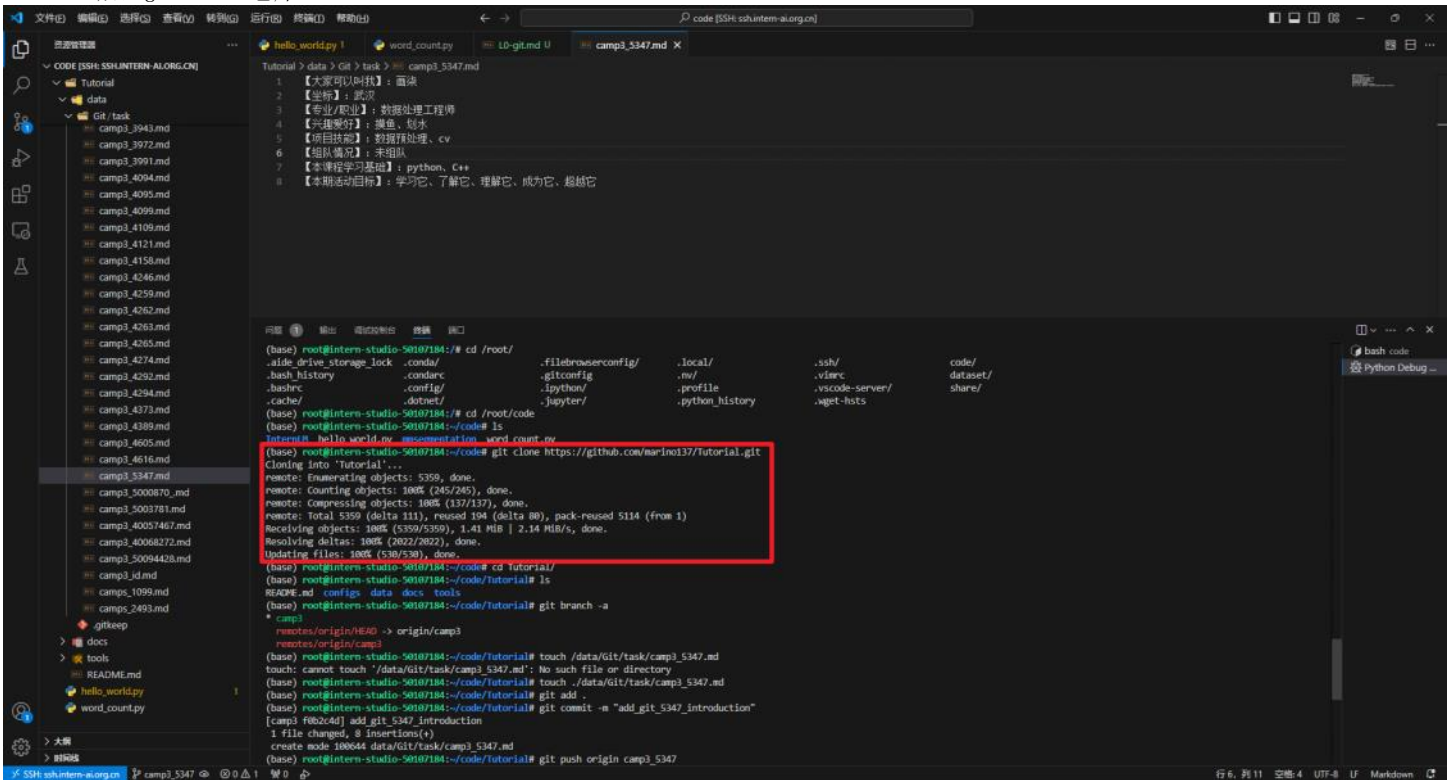 文件(F) 编辑(E) 选择(S) 查看(V) 转到(G) 运行(R) 终端(T) 帮助(H)
code [SSH: ssh.intern-ai.org.cn]
资源管理器
hello_world.py 1
word_count.py
L0-git.md U
camp3_5347.md
CODE [SSH: SSH.INTERN-AI.ORG.CN]
Tutorial
data
Git / task
camp3_3943.md
camp3_3972.md
camp3_3991.md
camp3_4094.md
camp3_4095.md
camp3_4099.md
camp3_4109.md
camp3_4121.md
camp3_4158.md
camp3_4246.md
camp3_4259.md
camp3_4262.md
camp3_4263.md
camp3_4265.md
camp3_4274.md
camp3_4292.md
camp3_4294.md
camp3_4373.md
camp3_4389.md
camp3_4605.md
camp3_4616.md
camp3_5347.md
camp3_5000870_.md
camp3_5003781.md
camp3_40057467.md
camp3_40068272.md
camp3_50094428.md
camp3_id.md
camps_1099.md
camps_2493.md
.gitkeep
docs
tools
README.md
hello_world.py 1
word_count.py
大纲
时间线
Tutorial > data > Git > task > camp3_5347.md
1 【大家可以叫我】: 画柒
2 【坐标】: 武汉
3 【专业/职业】: 数据处理工程师
4 【兴趣爱好】: 摸鱼、划水
5 【项目技能】: 数据预处理、cv
6 【组队情况】: 未组队
7 【本课程学习基础】: python、C++
8 【本期活动目标】: 学习它、了解它、理解它、成为它、超越它
问题 1 输出 调试控制台 终端 端口
bash code
Python Debug ...
(base) root@intern-studio-50107184:/# cd /root/
.aide_drive_storage_lock .conda/ .filebrowserconfig/ .local/ .ssh/ code/
.bash_history .condarc .gitconfig .nv/ .vimrc dataset/
.bashrc .config/ .ipython/ .profile .vscode-server/ share/
.cache/ .dotnet/ .jupyter/ .python_history .wget-hsts
(base) root@intern-studio-50107184:/# cd /root/code
(base) root@intern-studio-50107184:~/code# ls
InternLM hello_world.py mmsegmentation word_count.py
(base) root@intern-studio-50107184:~/code# git clone https://github.com/marino137/Tutorial.git
Cloning into 'Tutorial'...
remote: Enumerating objects: 5359, done.
remote: Counting objects: 100% (245/245), done.
remote: Compressing objects: 100% (137/137), done.
remote: Total 5359 (delta 111), reused 194 (delta 80), pack-reused 5114 (from 1)
Receiving objects: 100% (5359/5359), 1.41 MiB | 2.14 MiB/s, done.
Resolving deltas: 100% (2022/2022), done.
Updating files: 100% (530/530), done.
(base) root@intern-studio-50107184:~/code# cd Tutorial/
(base) root@intern-studio-50107184:~/code/Tutorial# ls
README.md configs data docs tools
(base) root@intern-studio-50107184:~/code/Tutorial# git branch -a
* camp3
remotes/origin/HEAD -> origin/camp3
remotes/origin/camp3
(base) root@intern-studio-50107184:~/code/Tutorial# touch /data/Git/task/camp3_5347.md
touch: cannot touch '/data/Git/task/camp3_5347.md': No such file or directory
(base) root@intern-studio-50107184:~/code/Tutorial# touch ./data/Git/task/camp3_5347.md
(base) root@intern-studio-50107184:~/code/Tutorial# git add .
(base) root@intern-studio-50107184:~/code/Tutorial# git commit -m "add_git_5347_introduction"
[camp3 f0b2c4d] add_git_5347_introduction
1 file changed, 8 insertions(+)
create mode 100644 data/Git/task/camp3_5347.md
(base) root@intern-studio-50107184:~/code/Tutorial# git push origin camp3_5347
SSH: ssh.intern-ai.org.cn camp3_5347 0 1 0 行 6, 列 11 空格: 4 UTF-8 LF Markdown